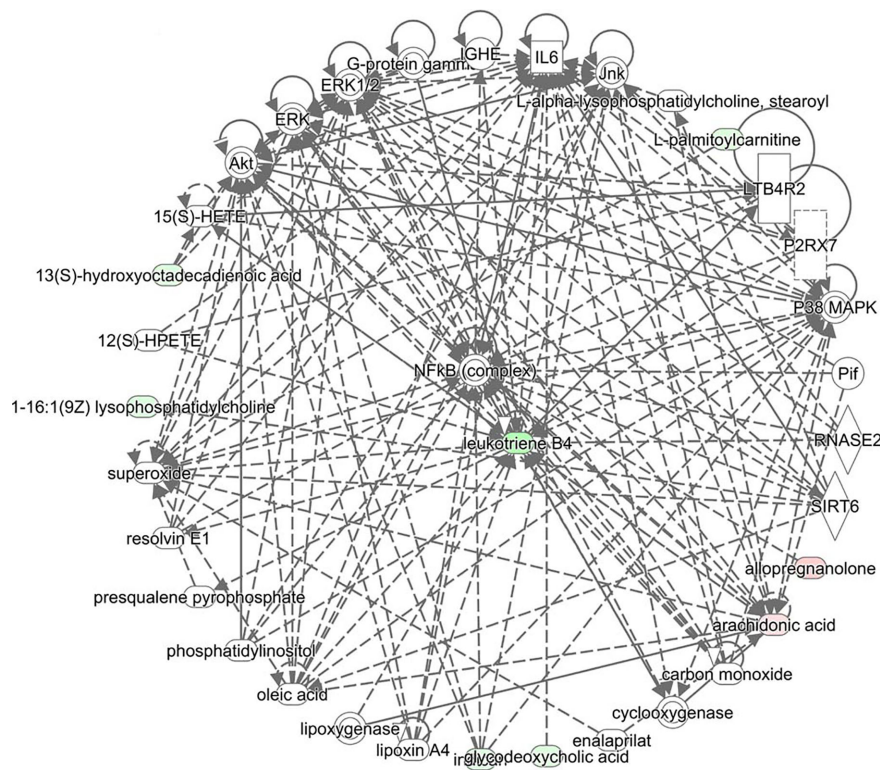 IGHE
IL6
G-protein gamma
Jnk
ERK1/2
L-alpha-lysophosphatidylcholine, stearoyl
ERK
L-palmitoylcarnitine
Akt
LTB4R2
15(S)-HETE
P2RX7
13(S)-hydroxyoctadecadienoic acid
P38 MAPK
12(S)-HPETE
NFkB (complex)
Pif
1-16:1(9Z) lysophosphatidylcholine
leukotriene B4
RNASE2
superoxide
SIRT6
resolvin E1
allopregnanolone
presqualene pyrophosphate
arachidonic acid
phosphatidylinositol
carbon monoxide
oleic acid
cyclooxygenase
lipoxygenase
enalaprilat
lipoxin A4
glycodeoxycholic acid